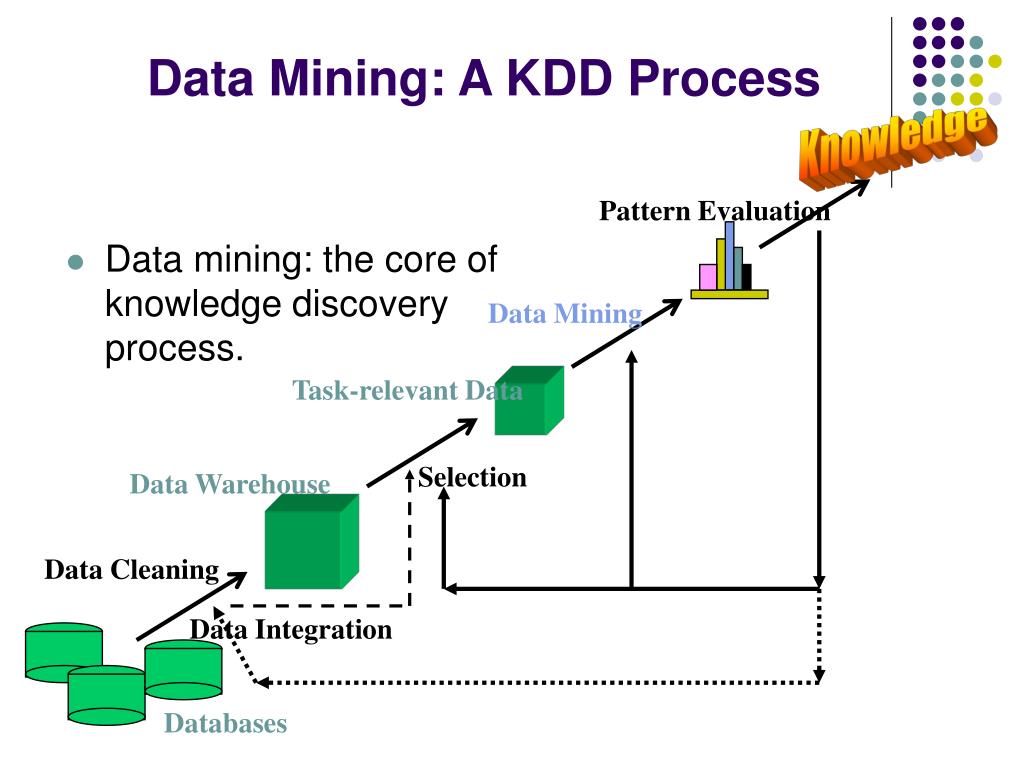 Data Mining: A KDD Process
Knowledge
Pattern Evaluation
Data mining: the core of
knowledge discovery
process.
Data Mining
Task-relevant Data
Selection
Data Warehouse
Data Cleaning
Data Integration
Databases